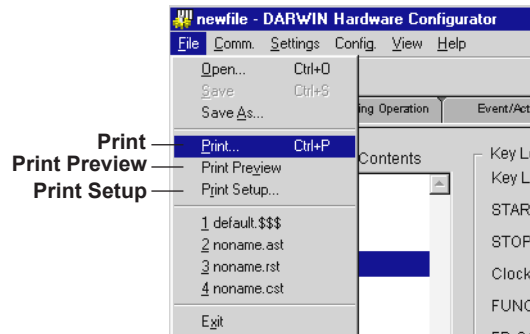 newfile - DARWIN Hardware Configurator
File Comm. Settings Config. View Help
Open... Ctrl+O
Save Ctrl+S
Save As...
ing Operation Event/Act
Print Print... Ctrl+P
Print Preview Print Preview
Print Setup Print Setup...
Contents
Key L
Key L
STAR
STOP
Clock
FUNC
1 default.$$$
2 noname.ast
3 noname.rst
4 noname.cst
Exit